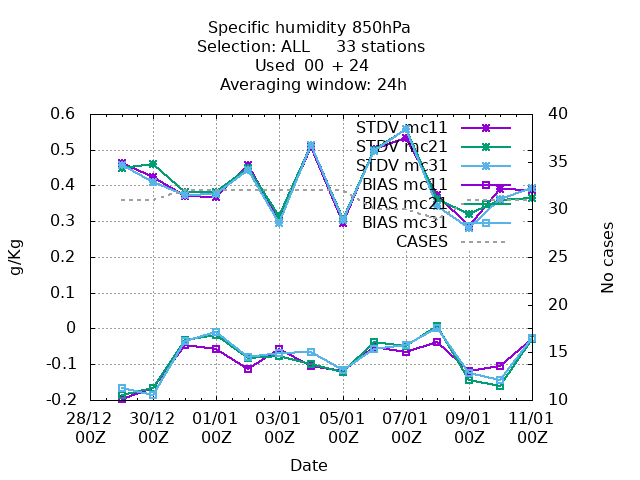 Specific humidity 850hPa
Selection: ALL 33 stations
Used 00 + 24
Averaging window: 24h
0.6
0.5
0.4
0.3
0.2
0.1
0
-0.1
-0.2
g/Kg
40
35
30
25
20
15
10
No cases
STDV mc11
STDV mc21
STDV mc31
BIAS mc11
BIAS mc21
BIAS mc31
CASES
28/12 30/12 01/01 03/01 05/01 07/01 09/01 11/01
00Z 00Z 00Z 00Z 00Z 00Z 00Z 00Z
Date